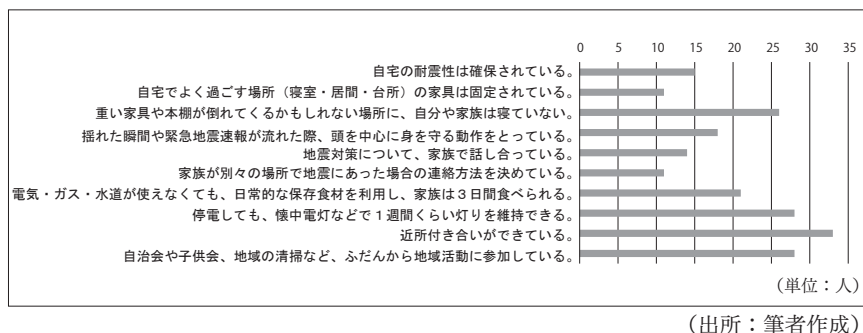 0 5 10 15 20 25 30 35
自宅の耐震性は確保されている。
自宅でよく過ごす場所（寝室・居間・台所）の家具は固定されている。
重い家具や本棚が倒れてくるかもしれない場所に、自分や家族は寝ていない。
揺れた瞬間や緊急地震速報が流れた際、頭を中心に身を守る動作をとっている。
地震対策について、家族で話し合っている。
家族が別々の場所で地震にあった場合の連絡方法を決めている。
電気・ガス・水道が使えなくても、日常的な保存食材を利用し、家族は３日間食べられる。
停電しても、懐中電灯などで１週間くらい灯りを維持できる。
近所付き合いができている。
自治会や子供会、地域の清掃など、ふだんから地域活動に参加している。
（単位：人）
（出所：筆者作成）